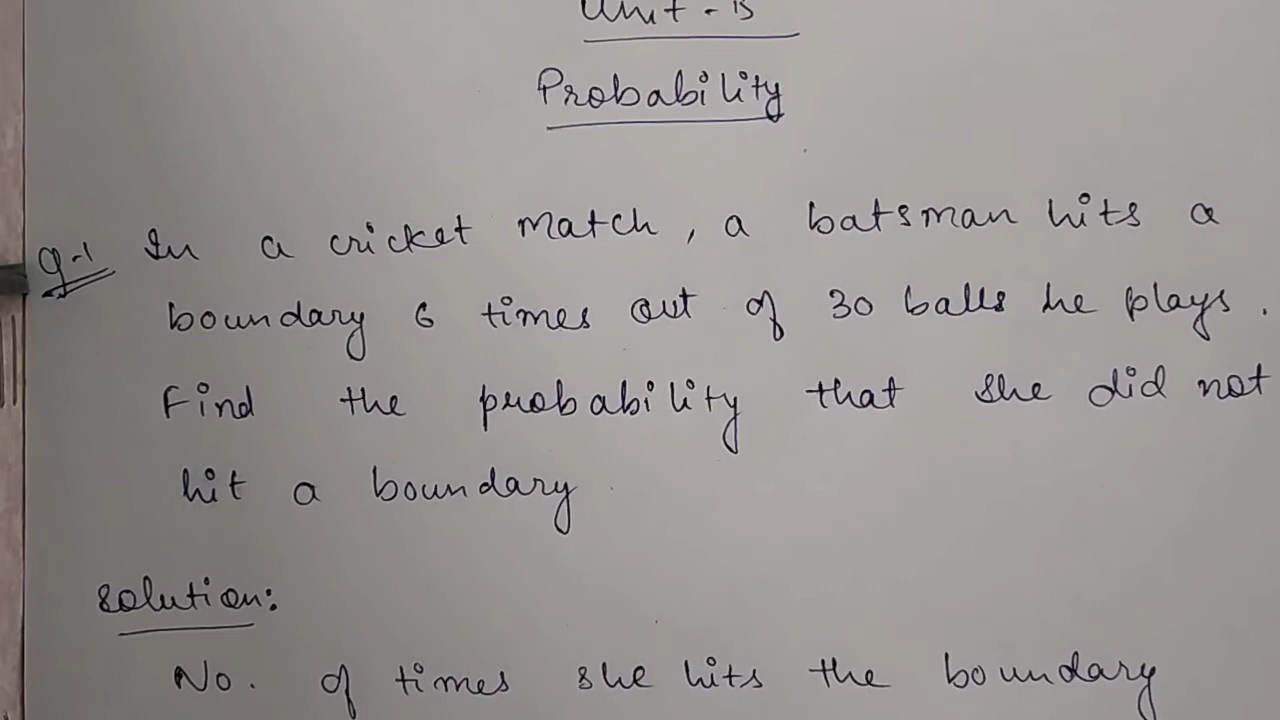 Unit - 15
Probability
Q-1 In a cricket match, a batsman hits a
boundary 6 times out of 30 balls he plays.
Find the probability that she did not
hit a boundary
Solution:
No. of times she hits the boundary